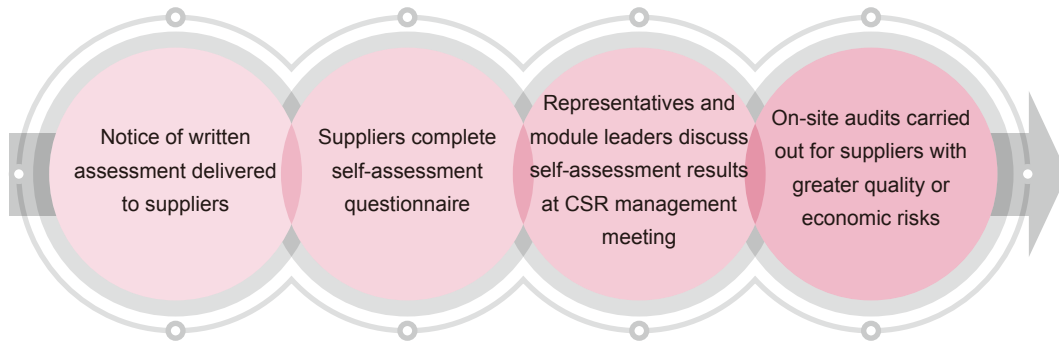 Notice of written
assessment delivered
to suppliers
Suppliers complete
self-assessment
questionnaire
Representatives and
module leaders discuss
self-assessment results
at CSR management
meeting
On-site audits carried
out for suppliers with
greater quality or
economic risks